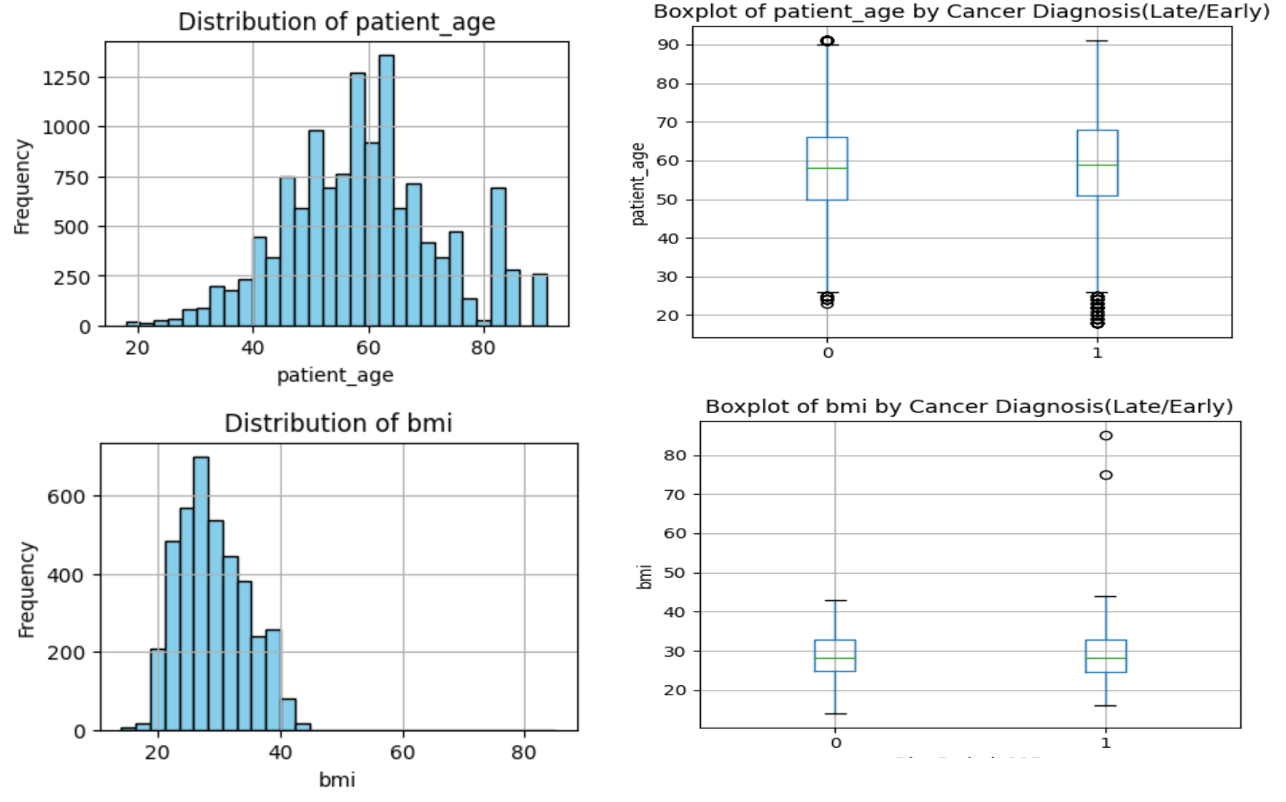 Distribution of patient_age
Frequency
1250
1000
750
500
250
0
20 40 60 80
patient_age
Boxplot of patient_age by Cancer Diagnosis(Late/Early)
patient_age
90
80
70
60
50
40
30
20
0 1
Distribution of bmi
Frequency
600
400
200
0
20 40 60 80
bmi
Boxplot of bmi by Cancer Diagnosis(Late/Early)
bmi
80
70
60
50
40
30
20
0 1